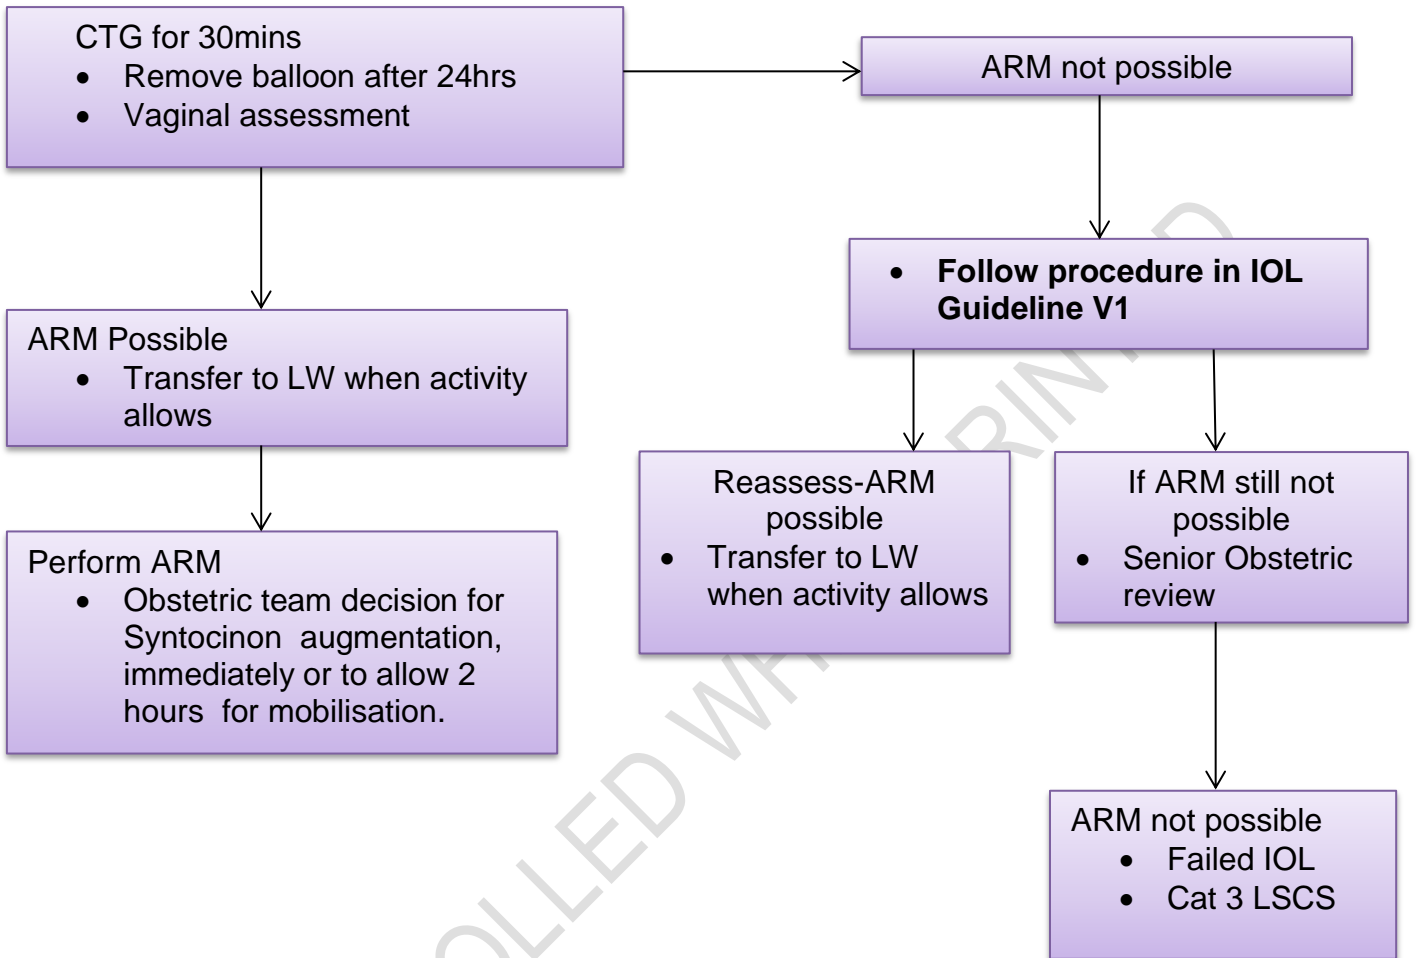 CTG for 30mins
• Remove balloon after 24hrs
• Vaginal assessment
ARM not possible
• Follow procedure in IOL
Guideline V1
ARM Possible
• Transfer to LW when activity
allows
Reassess-ARM
possible
• Transfer to LW
when activity allows
If ARM still not
possible
• Senior Obstetric
review
Perform ARM
• Obstetric team decision for
Syntocinon augmentation,
immediately or to allow 2
hours for mobilisation.
ARM not possible
• Failed IOL
• Cat 3 LSCS